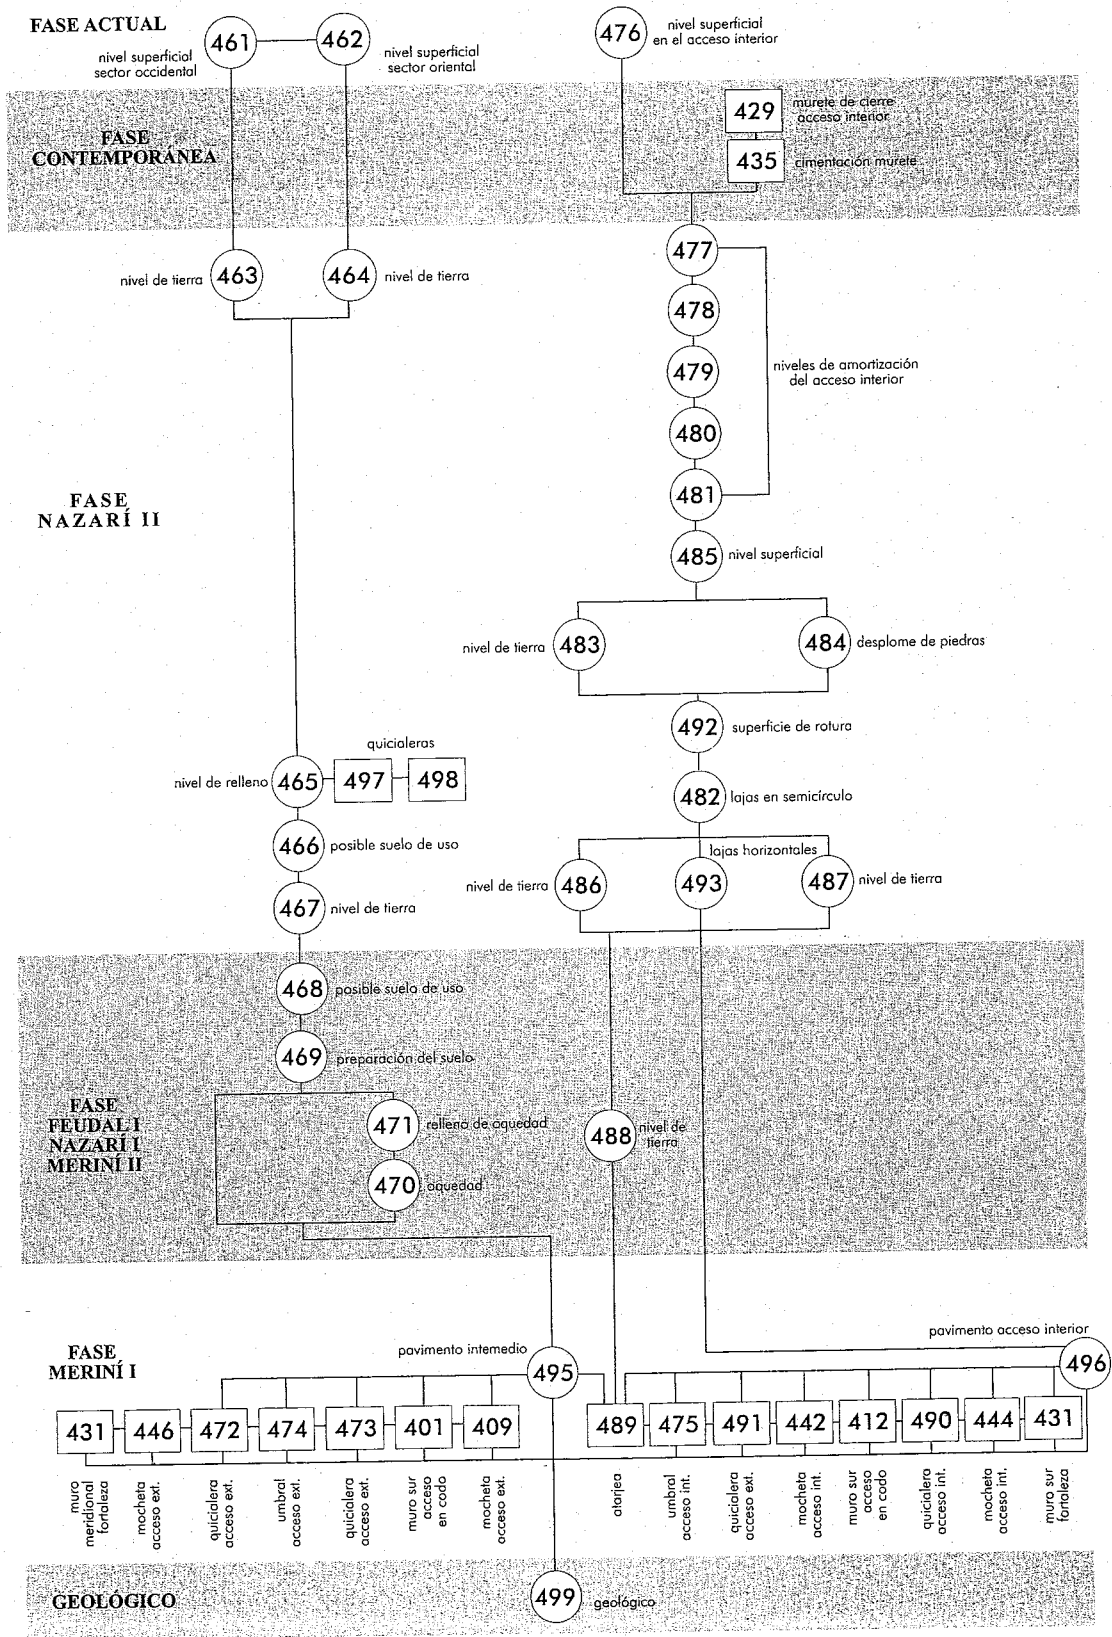 FASE ACTUAL
461
462
476
nivel superficial
sector occidental
nivel superficial
sector oriental
nivel superficial
en el acceso interior
FASE
CONTEMPORÁNEA
429
murete de cierre
acceso interior
435
cimentación murete
nivel de tierra
463
464
nivel de tierra
477
478
479
480
481
niveles de amortización
del acceso interior
485
nivel superficial
FASE
NAZARÍ II
nivel de tierra
483
484
desplome de piedras
492
superficie de rotura
quicialeras
nivel de relleno
465
497
498
482
lajas en semicírculo
466
posible suelo de uso
lajas horizontales
nivel de tierra
486
493
487
nivel de tierra
467
nivel de tierra
468
posible suelo de uso
469
preparación del suelo
FASE
FEUDAL I
NAZARÍ I
MERINÍ II
471
relleno de oquedad
470
oquedad
488
nivel de
tierra
FASE
MERINÍ I
pavimento intemedio
495
pavimento acceso interior
496
431
446
472
474
473
401
409
489
475
491
442
412
490
444
431
muro
meridional
fortaleza
mocheta
acceso ext.
quicialera
acceso ext.
umbral
acceso ext.
quicialera
acceso ext.
muro sur
acceso
en codo
mocheta
acceso ext.
atarjea
umbral
acceso int.
quicialera
acceso ext.
mocheta
acceso int.
muro sur
acceso
en codo
quicialera
acceso int.
mocheta
acceso int.
muro sur
fortaleza
GEOLÓGICO
499
geológico